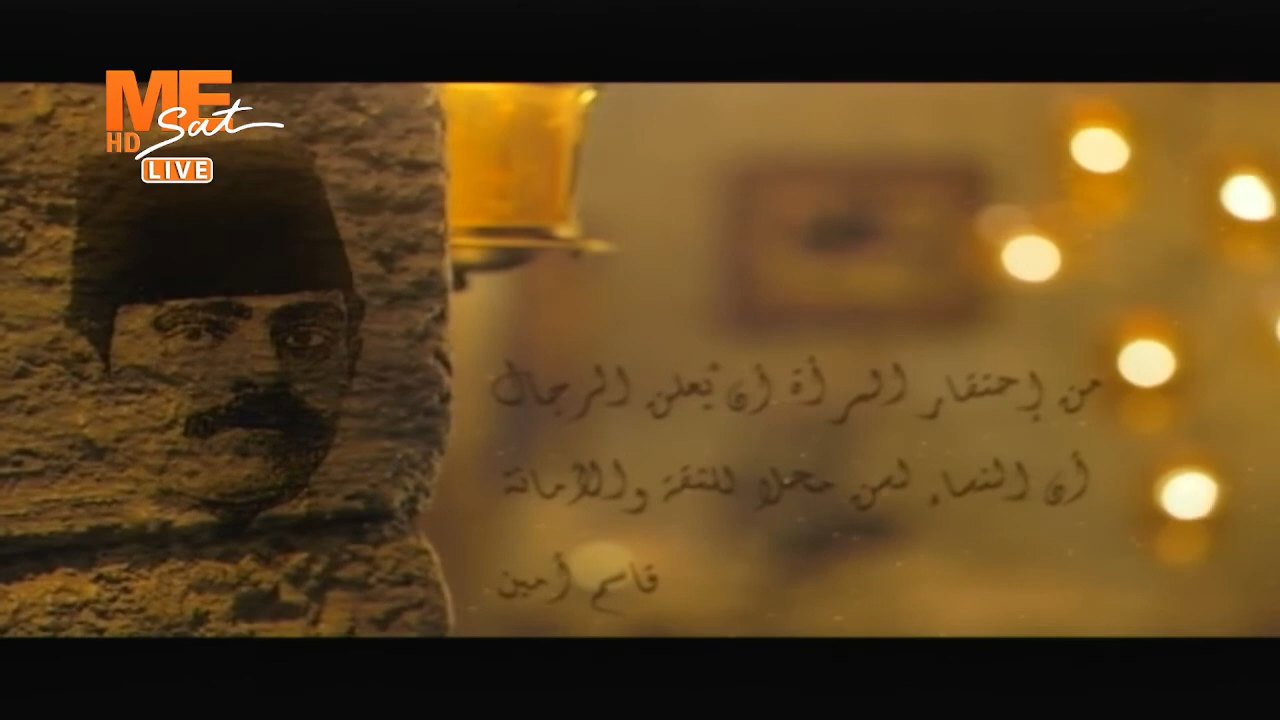 ME
Sat
HD
LIVE
من إحتقار المرأة أن يُعلن الرجال
أن النساء لسن محلا للثقة والأمانة
قاسم أمين